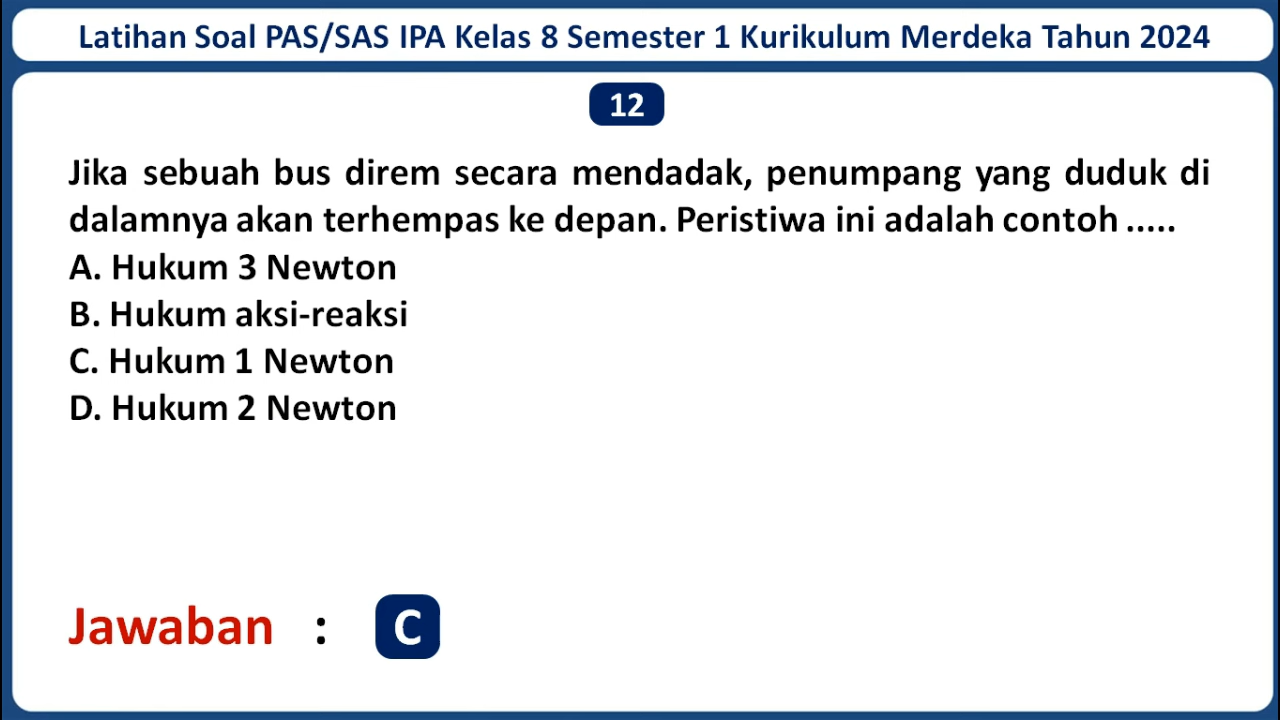 Latihan Soal PAS/SAS IPA Kelas 8 Semester 1 Kurikulum Merdeka Tahun 2024
12
Jika sebuah bus direm secara mendadak, penumpang yang duduk di
dalamnya akan terhempas ke depan. Peristiwa ini adalah contoh .....
A. Hukum 3 Newton
B. Hukum aksi-reaksi
C. Hukum 1 Newton
D. Hukum 2 Newton
Jawaban : C